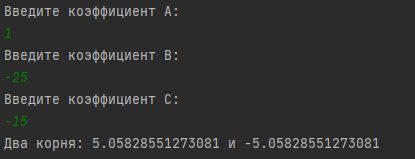 Введите коэффициент A:
1
Введите коэффициент B:
-25
Введите коэффициент C:
-15
Два корня: 5.05828551273081 и -5.05828551273081